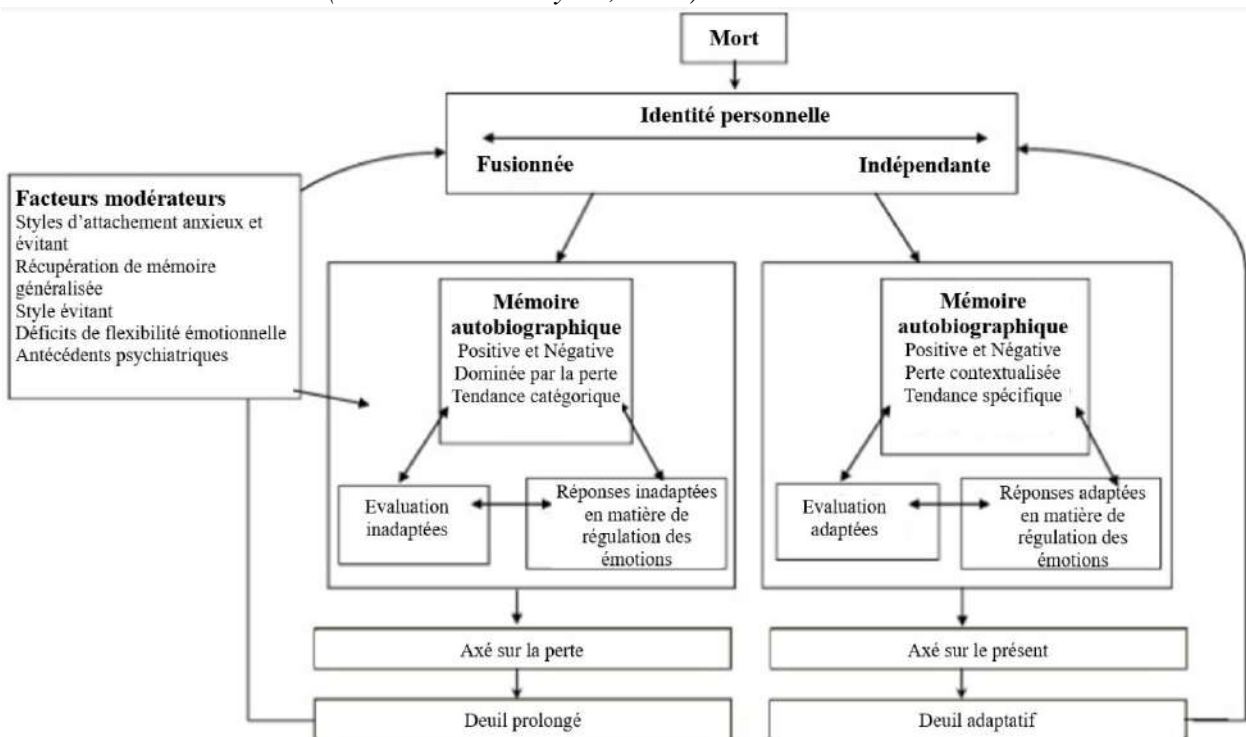 Mort
Identité personnelle
Fusionnée
Indépendante
Facteurs modérateurs
Styles d'attachement anxieux et
évitant
Récupération de mémoire
généralisée
Style évitant
Déficits de flexibilité émotionnelle
Antécédents psychiatriques
Mémoire
autobiographique
Positive et Négative
Dominée par la perte
Tendance catégorique
Evaluation
inadaptées
Réponses inadaptées
en matière de
régulation des
émotions
Mémoire
autobiographique
Positive et Négative
Perte contextualisée
Tendance spécifique
Evaluation
adaptées
Réponses adaptées
en matière de
régulation des
émotions
Axé sur la perte
Axé sur le présent
Deuil prolongé
Deuil adaptatif